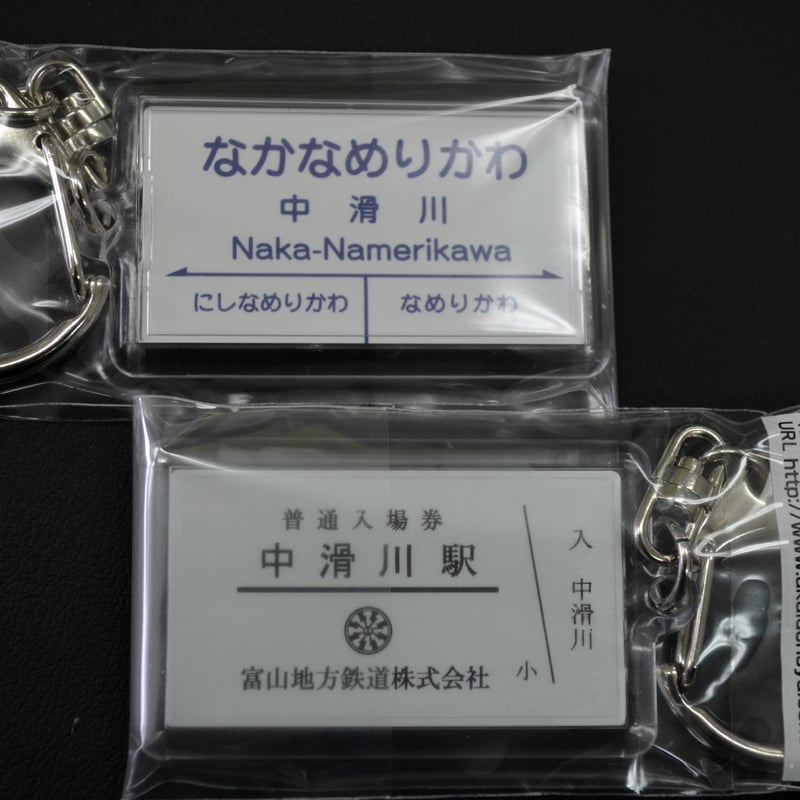 なかなめりかわ
中滑川
Naka-Namerikawa
にしなめりかわ
なめりかわ
普通入場券
中滑川駅
富山地方鉄道株式会社
入 中滑川
小
URL http://www.